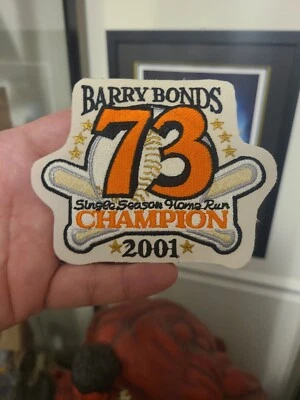 BARRY BONDS
73
Single Season Home Run
CHAMPION
2001